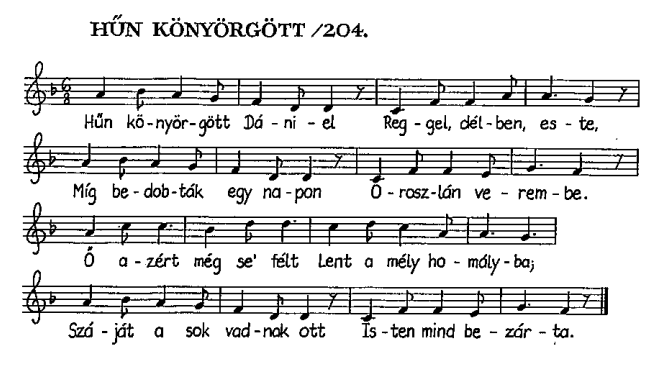 HŰN KÖNYÖRGÖTT /204.
6
8
Hűn kö-nyör-gött Dá-ni-el Reg-gel, dél-ben, es-te,
Míg be-dob-ták egy na-pon O-rosz-lán ve-rem-be.
Ő a-zért még se' félt Lent a mély ho-mály-ba;
Szá-ját a sok vad-nak ott Is-ten mind be-zár-ta.